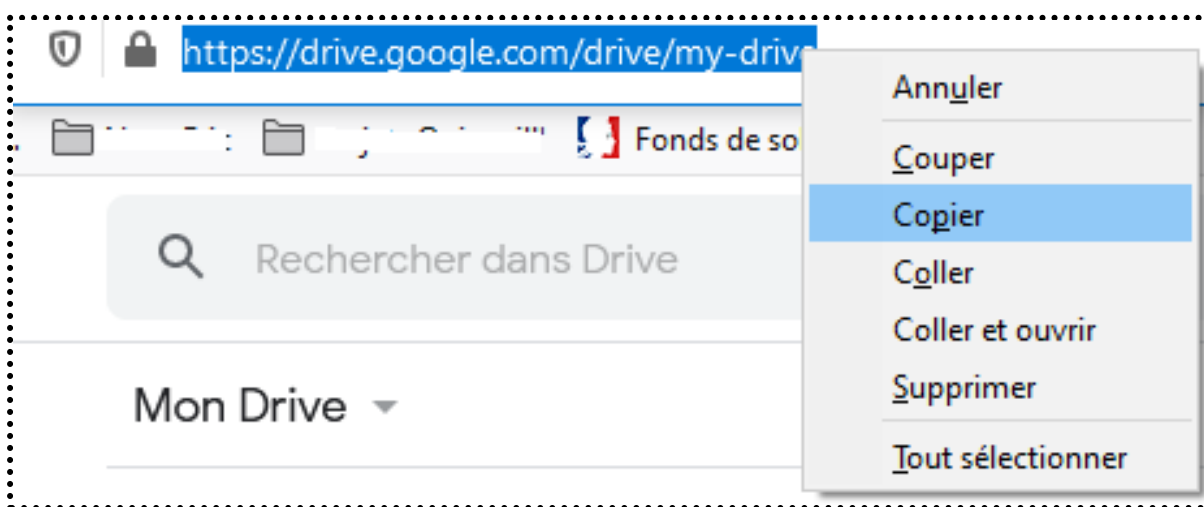 https://drive.google.com/drive/my-driv
Fonds de so
Rechercher dans Drive
Mon Drive
Annuler
Couper
Copier
Coller
Coller et ouvrir
Supprimer
Tout sélectionner